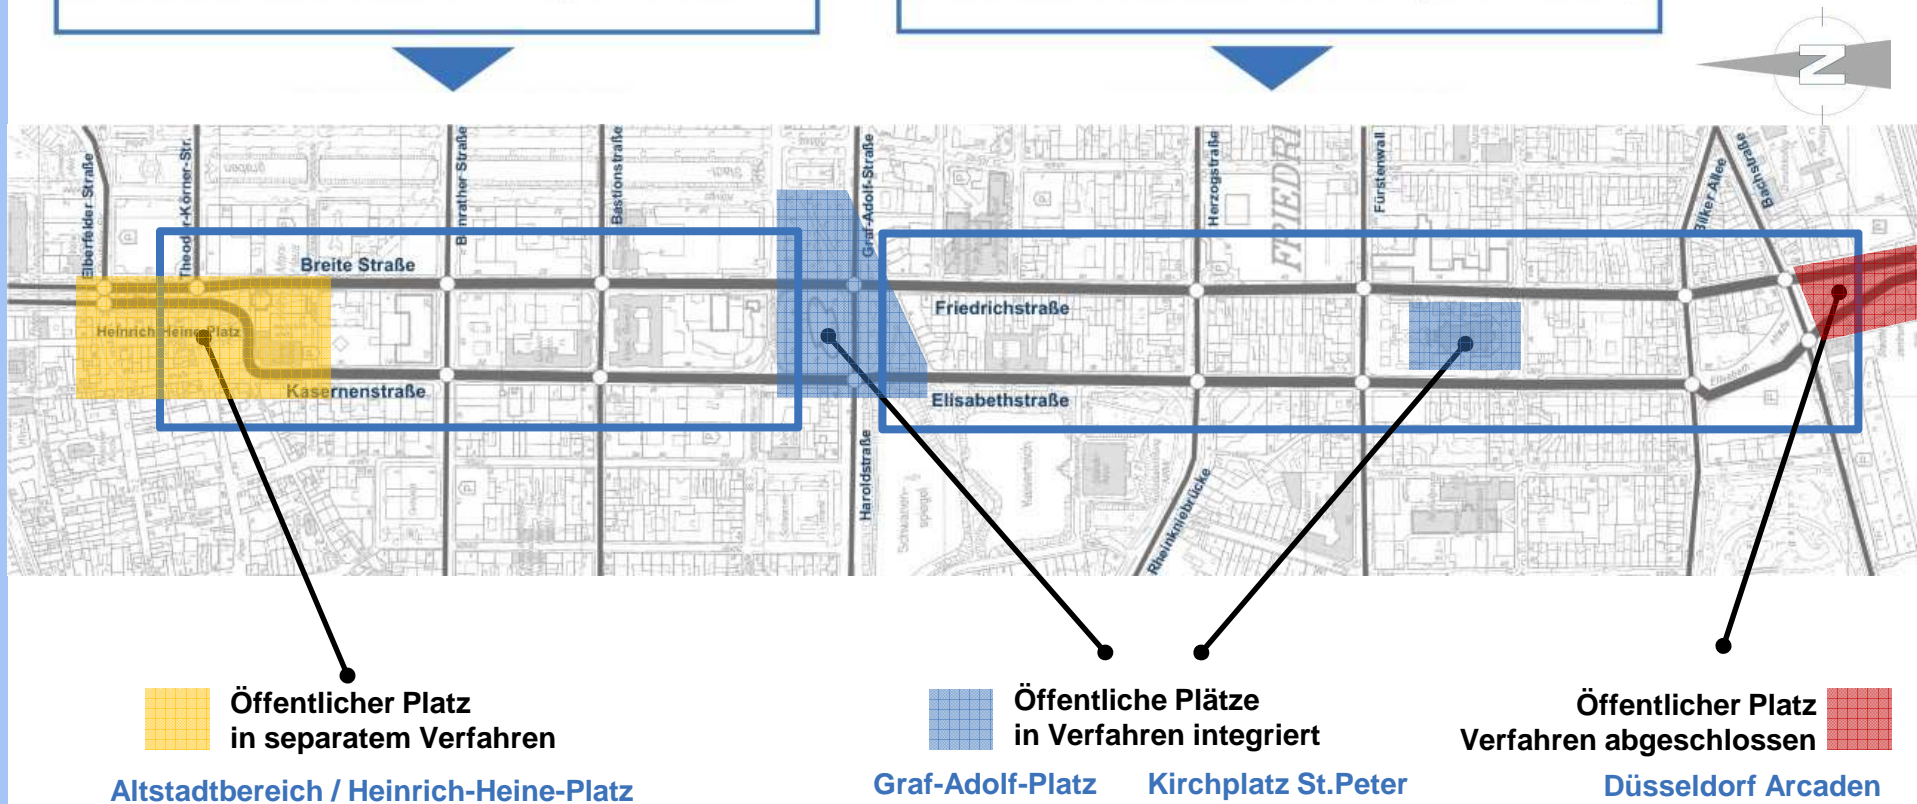 N
Elberfelder Straße
Theodor-Körner-Str.
Benrather Straße
Bastionstraße
Graf-Adolf-Straße
Herzogstraße
FRIEDRI
Fürstenwall
Bilker Allee
Bachstraße
Breite Straße
Friedrichstraße
Heinrich-Heine-Platz
Kasernenstraße
Elisabethstraße
Haroldstraße
Rheinkniebrücke
Öffentlicher Platz
in separatem Verfahren
Altstadtbereich / Heinrich-Heine-Platz
Öffentliche Plätze
in Verfahren integriert
Graf-Adolf-Platz Kirchplatz St.Peter
Öffentlicher Platz
Verfahren abgeschlossen
Düsseldorf Arcaden